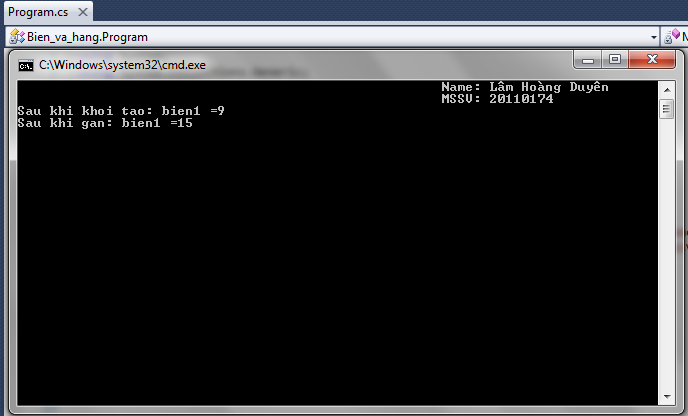 Program.cs
Bien_va_hang.Program
C:\Windows\system32\cmd.exe
Name: Lâm Hoàng Duyên
MSSV: 20110174
Sau khi khoi tao: bien1 =9
Sau khi gan: bien1 =15